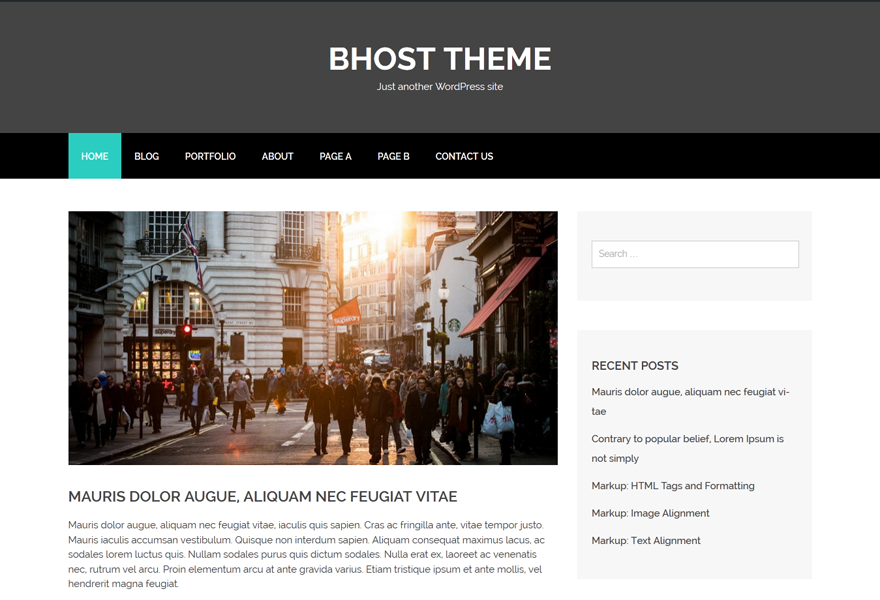 BHOST THEME
Just another WordPress site
HOME BLOG PORTFOLIO ABOUT PAGE A PAGE B CONTACT US
Superdry
MAURIS DOLOR AUGUE, ALIQUAM NEC FEUGIAT VITAE
Mauris dolor augue, aliquam nec feugiat vitae, iaculis quis sapien. Cras ac fringilla ante, vitae tempor justo.
Mauris iaculis accumsan vestibulum. Quisque non interdum sapien. Aliquam consequat maximus lacus, ac
sodales lorem luctus quis. Nullam sodales purus quis dictum sodales. Nulla erat ex, laoreet ac venenatis
nec, rutrum vel arcu. Proin elementum arcu at ante gravida varius. Etiam tristique ipsum et ante mollis, vel
hendrerit magna feugiat.
Search ...
RECENT POSTS
Mauris dolor augue, aliquam nec feugiat vi-
tae
Contrary to popular belief, Lorem Ipsum is
not simply
Markup: HTML Tags and Formatting
Markup: Image Alignment
Markup: Text Alignment